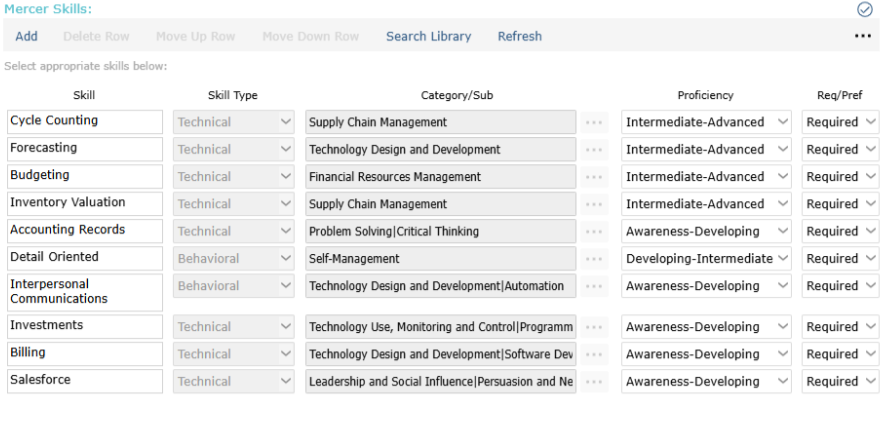 Mercer Skills:
Add Delete Row Move Up Row Move Down Row Search Library Refresh
Select appropriate skills below:
Skill Skill Type Category/Sub Proficiency Req/Pref
Cycle Counting Technical Supply Chain Management Intermediate-Advanced Required
Forecasting Technical Technology Design and Development Intermediate-Advanced Required
Budgeting Technical Financial Resources Management Intermediate-Advanced Required
Inventory Valuation Technical Supply Chain Management Intermediate-Advanced Required
Accounting Records Technical Problem Solving|Critical Thinking Awareness-Developing Required
Detail Oriented Behavioral Self-Management Developing-Intermediate Required
Interpersonal Behavioral Technology Design and Development|Automation Awareness-Developing Required
Communications
Investments Technical Technology Use, Monitoring and Control|Programm Awareness-Developing Required
Billing Technical Technology Design and Development|Software Dev Awareness-Developing Required
Salesforce Technical Leadership and Social Influence|Persuasion and Ne Awareness-Developing Required